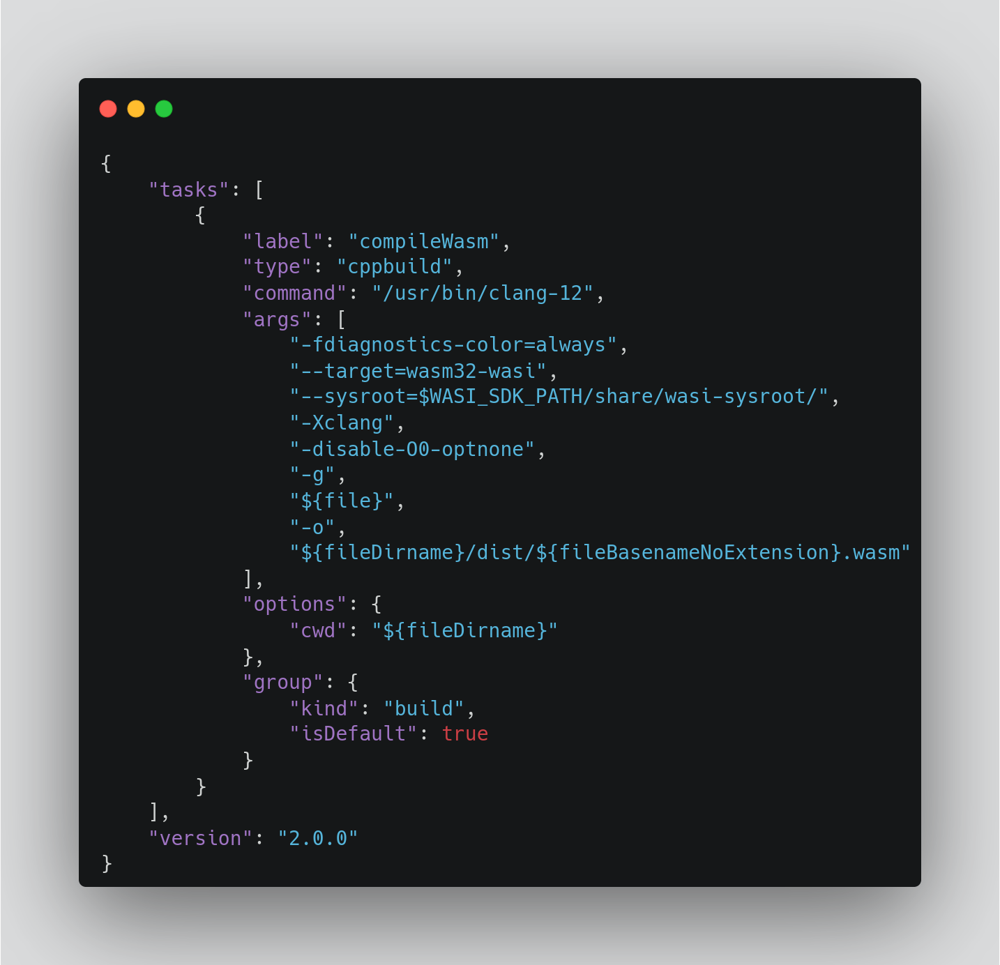 {
    "tasks": [
        {
            "label": "compileWasm",
            "type": "cppbuild",
            "command": "/usr/bin/clang-12",
            "args": [
                "-fdiagnostics-color=always",
                "--target=wasm32-wasi",
                "--sysroot=$WASI_SDK_PATH/share/wasi-sysroot/",
                "-Xclang",
                "-disable-O0-optnone",
                "-g",
                "${file}",
                "-o",
                "${fileDirname}/dist/${fileBasenameNoExtension}.wasm"
            ],
            "options": {
                "cwd": "${fileDirname}"
            },
            "group": {
                "kind": "build",
                "isDefault": true
            }
        }
    ],
    "version": "2.0.0"
}